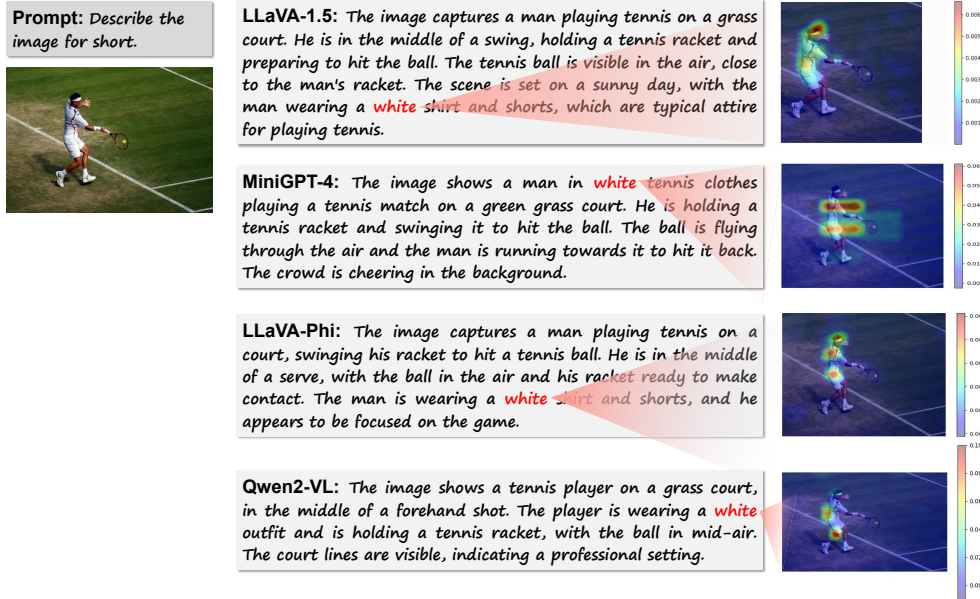 Prompt: Describe the
image for short.
LLaVA-1.5: The image captures a man playing tennis on a grass
court. He is in the middle of a swing, holding a tennis racket and
preparing to hit the ball. The tennis ball is visible in the air, close
to the man's racket. The scene is set on a sunny day, with the
man wearing a white shirt and shorts, which are typical attire
for playing tennis.
MiniGPT-4: The image shows a man in white tennis clothes
playing a tennis match on a green grass court. He is holding a
tennis racket and swinging it to hit the ball. The ball is flying
through the air and the man is running towards it to hit it back.
The crowd is cheering in the background.
LLaVA-Phi: The image captures a man playing tennis on a
court, swinging his racket to hit a tennis ball. He is in the middle
of a serve, with the ball in the air and his racket ready to make
contact. The man is wearing a white shirt and shorts, and he
appears to be focused on the game.
Qwen2-VL: The image shows a tennis player on a grass court,
in the middle of a forehand shot. The player is wearing a white
outfit and is holding a tennis racket, with the ball in mid-air.
The court lines are visible, indicating a professional setting.